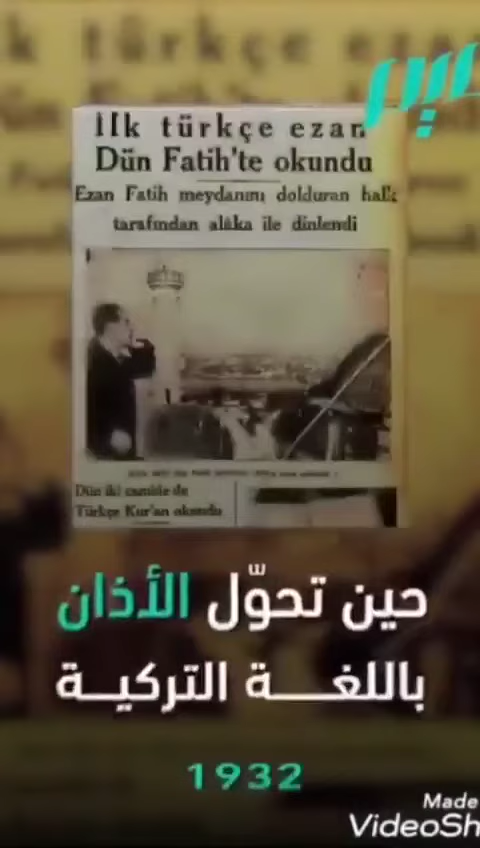 İlk türkçe ezan
Dün Fatih'te okundu
Ezan Fatih meydanını dolduran halk
tarafından alâka ile dinlendi
Dün iki camide de
Türkçe Kur'an okundu
حين تحوّل الأذان
باللغـــــة التركيــة
1932
Made
VideoSh